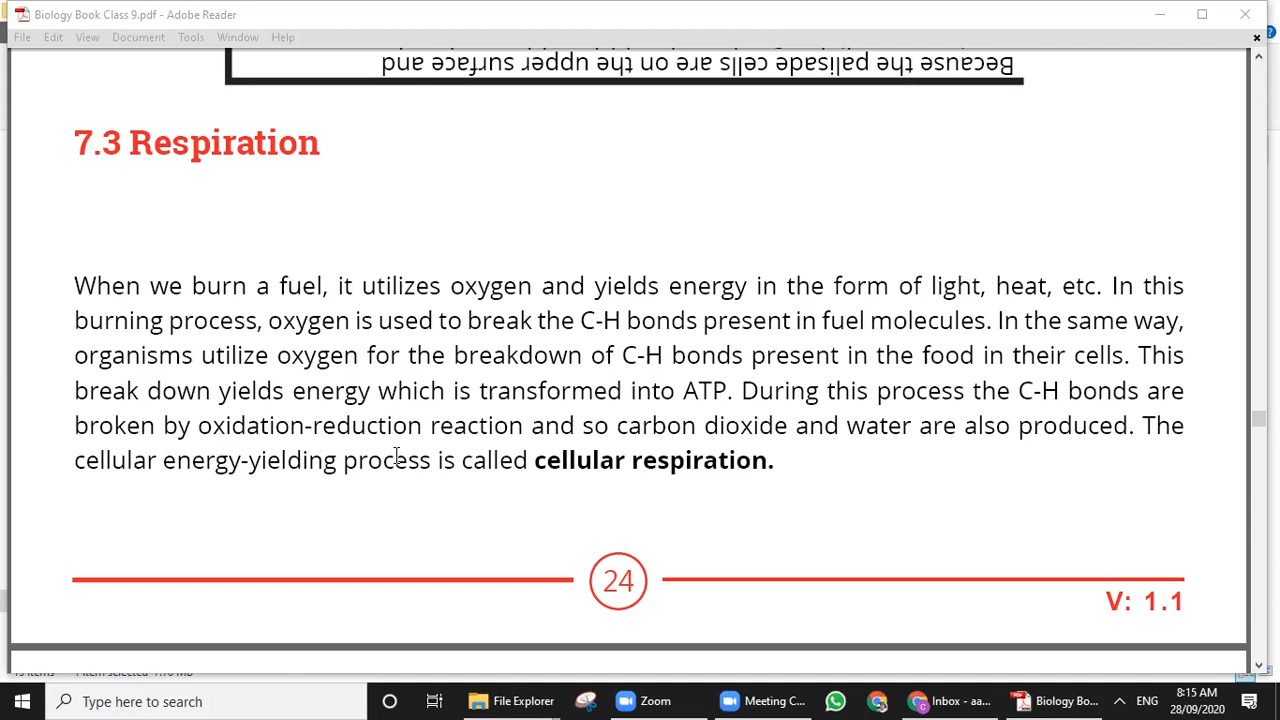 Biology Book Class 9.pdf - Adobe Reader
File Edit View Document Tools Window Help
Because the palisade cells are on the upper surface and
7.3 Respiration
When we burn a fuel, it utilizes oxygen and yields energy in the form of light, heat, etc. In this
burning process, oxygen is used to break the C-H bonds present in fuel molecules. In the same way,
organisms utilize oxygen for the breakdown of C-H bonds present in the food in their cells. This
break down yields energy which is transformed into ATP. During this process the C-H bonds are
broken by oxidation-reduction reaction and so carbon dioxide and water are also produced. The
cellular energy-yielding process is called cellular respiration.
24
V: 1.1
Type here to search
File Explorer
Zoom
Meeting C...
Inbox - aa...
Biology Bo...
ENG
8:15 AM
28/09/2020